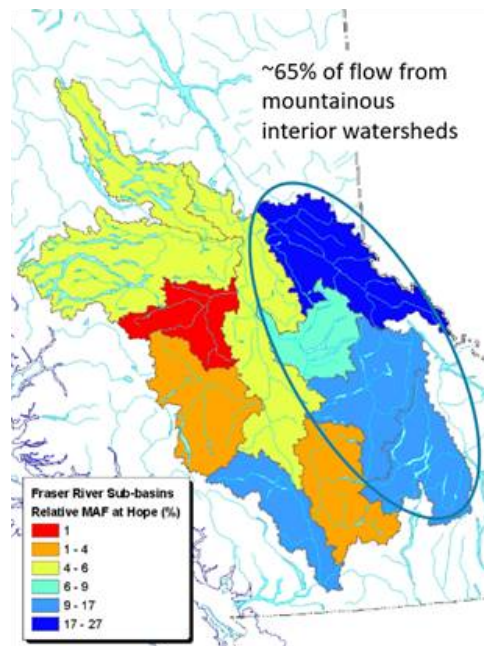 ~65% of flow from
mountainous
interior watersheds
Fraser River Sub-basins
Relative MAF at Hope (%)
1
1 - 4
4 - 6
6 - 9
9 - 17
17 - 27